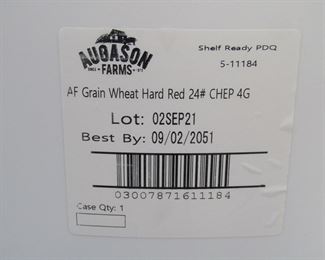 AUGASON
FARMS
Shelf Ready PDQ
5-11184
AF Grain Wheat Hard Red 24# CHEP 4G
Lot: 02SEP21
Best By: 09/02/2051
03007871611184
Case Qty: 1